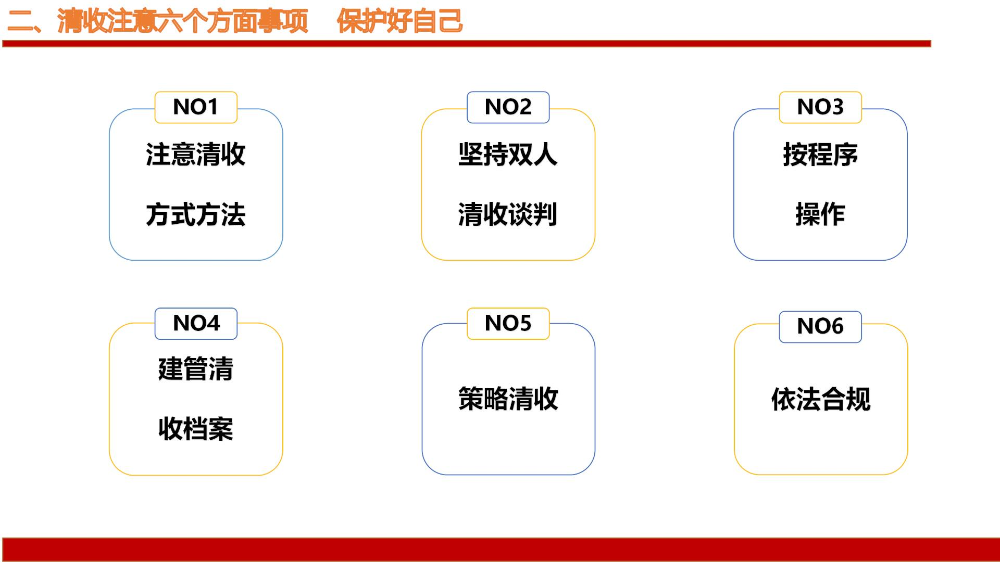 二、清收注意六个方面事项 保护好自己
NO1
注意清收
方式方法
NO2
坚持双人
清收谈判
NO3
按程序
操作
NO4
建管清
收档案
NO5
策略清收
NO6
依法合规